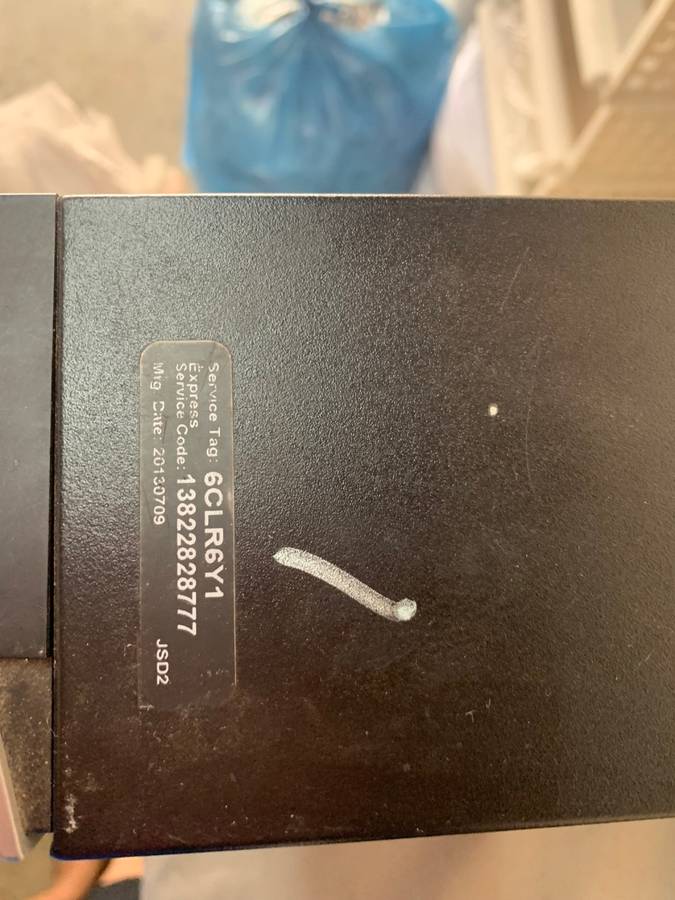 Service Tag: 6CLR6Y1
Express
Service Code: 13822828777
Mfg. Date: 20130709 JSD2